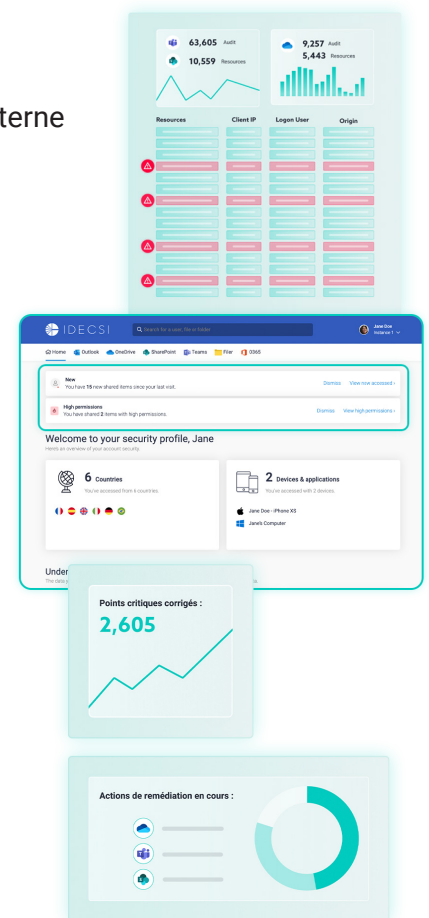 terne
63,605 Audit
10,559 Resources
9,257 Audit
5,443 Resources
Resources Client IP Logon User Origin
IDECSI
Search for a user, file or folder
Jane Doe
Instance 1
Home Outlook OneDrive SharePoint Teams Filer O365
New
You have 15 new shared items since your last visit.
Dismiss View new accessed ›
High permissions
You have shared 2 items with high permissions.
Dismiss View high permissions ›
Welcome to your security profile, Jane
Here's an overview of your account security.
6 Countries
You've accessed from 6 countries.
2 Devices & applications
You've accessed with 2 devices.
Jane Doe - iPhone XS
Jane's Computer
Under
The data p
Points critiques corrigés :
2,605
Actions de remédiation en cours :